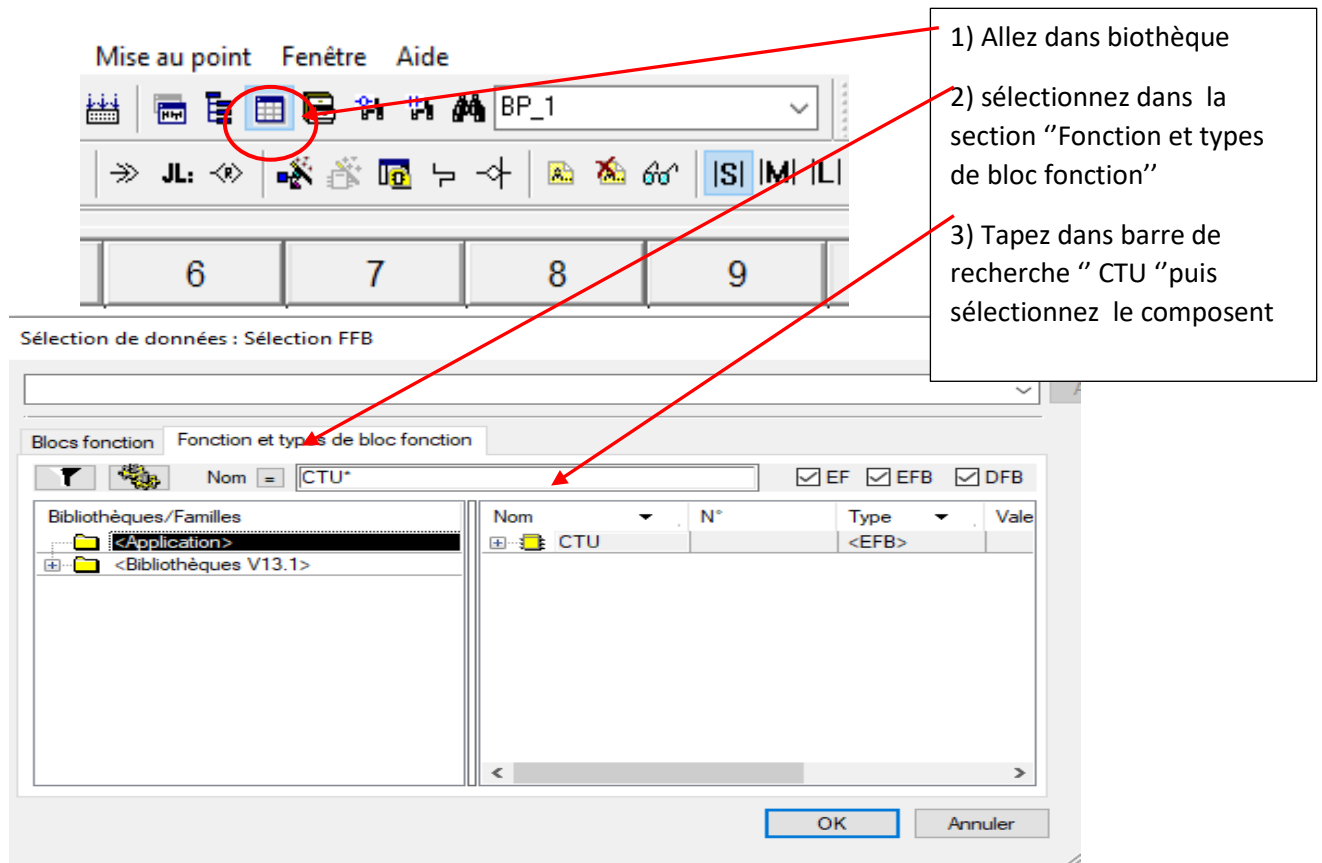 1) Allez dans biothèque
2) sélectionnez dans la
section ‘’Fonction et types
de bloc fonction’’
3) Tapez dans barre de
recherche ‘’ CTU ‘’puis
sélectionnez le composent
Mise au point Fenêtre Aide
BP_1
JL: |S| |M| |L|
6 7 8 9
Sélection de données : Sélection FFB
Blocs fonction Fonction et types de bloc fonction
Nom = CTU* EF EFB DFB
Bibliothèques/Familles Nom N° Type Vale
<Application> CTU <EFB>
<Bibliothèques V13.1>
OK Annuler